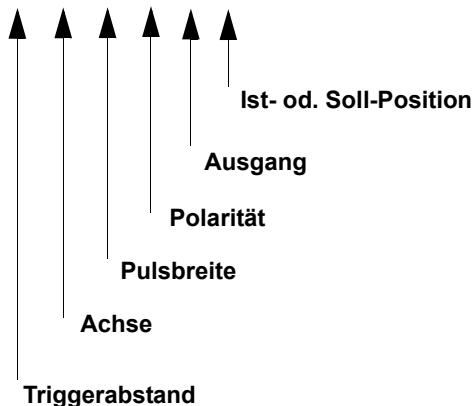 Ist- od. Soll-Position
Ausgang
Polarität
Pulsbreite
Achse
Triggerabstand